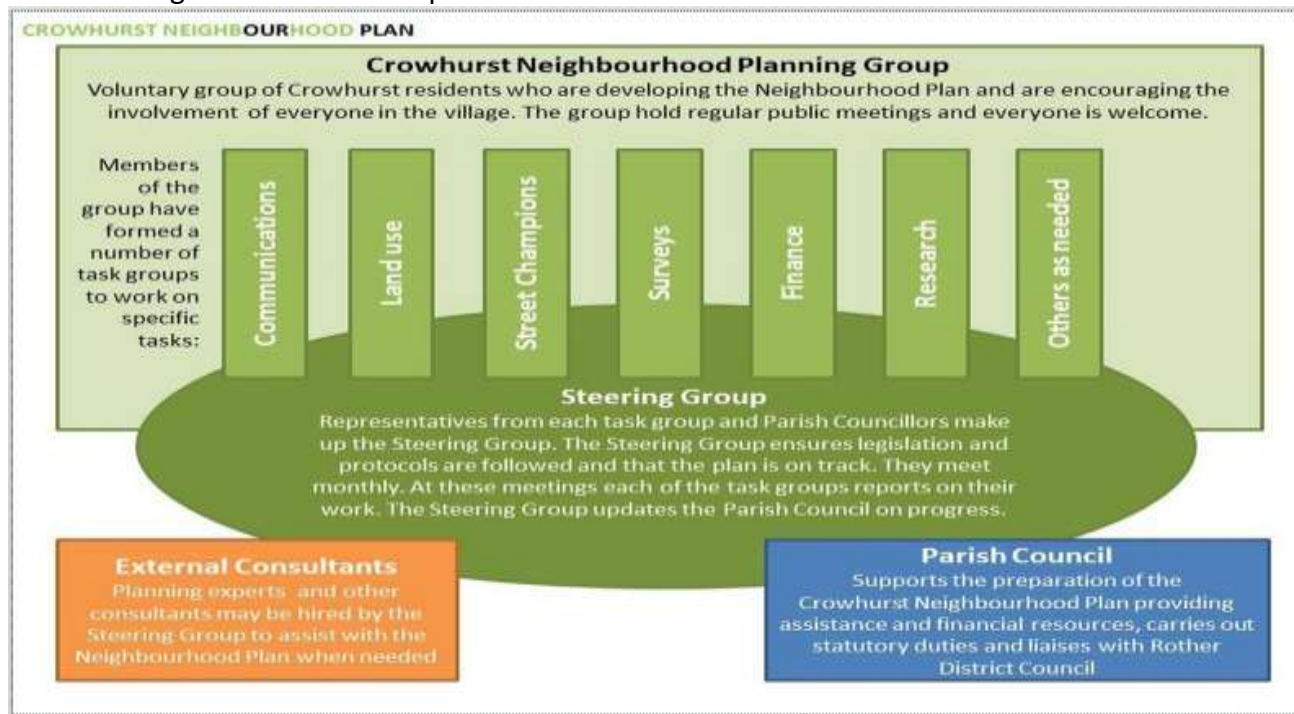 CROWHURST NEIGHBOURHOOD PLAN
Crowhurst Neighbourhood Planning Group
Voluntary group of Crowhurst residents who are developing the Neighbourhood Plan and are encouraging the
involvement of everyone in the village. The group hold regular public meetings and everyone is welcome.
Members
of the
group have
formed a
number of
task groups
to work on
specific
tasks:
Communications
Land use
Street Champions
Surveys
Finance
Research
Others as needed
Steering Group
Representatives from each task group and Parish Councillors make
up the Steering Group. The Steering Group ensures legislation and
protocols are followed and that the plan is on track. They meet
monthly. At these meetings each of the task groups reports on their
work. The Steering Group updates the Parish Council on progress.
External Consultants
Planning experts and other
consultants may be hired by the
Steering Group to assist with the
Neighbourhood Plan when needed
Parish Council
Supports the preparation of the
Crowhurst Neighbourhood Plan providing
assistance and financial resources, carries out
statutory duties and liaises with Rother
District Council